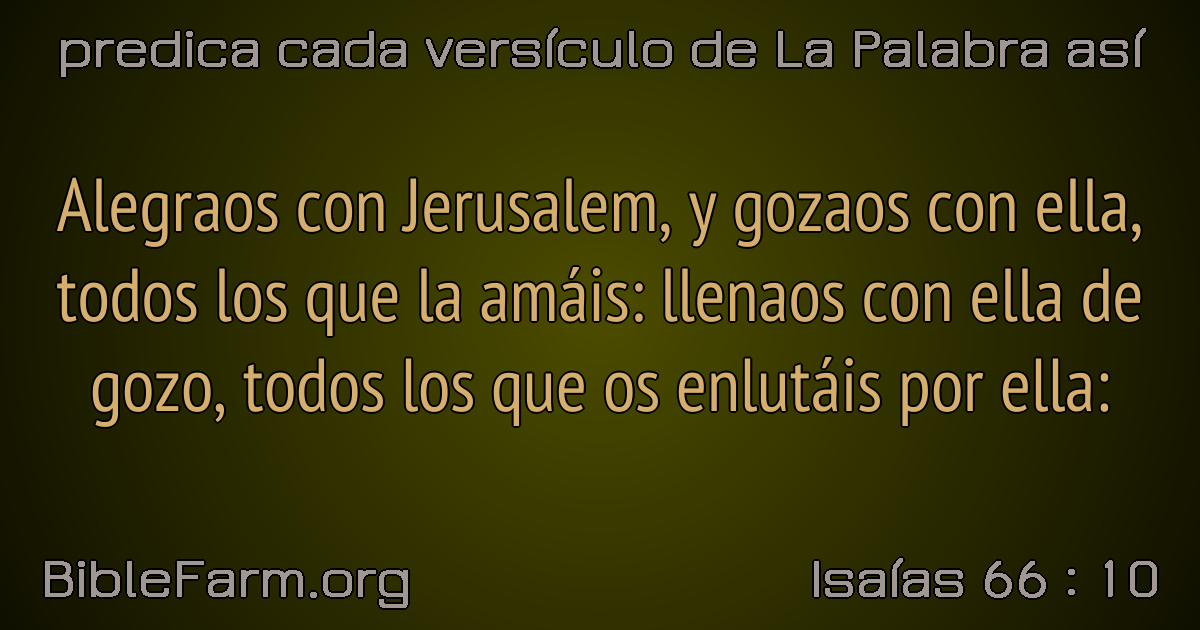 predica cada versículo de La Palabra así
Alegraos con Jerusalem, y gozaos con ella,
todos los que la amáis: llenaos con ella de
gozo, todos los que os enlutáis por ella:
BibleFarm.org
Isaías 66 : 10